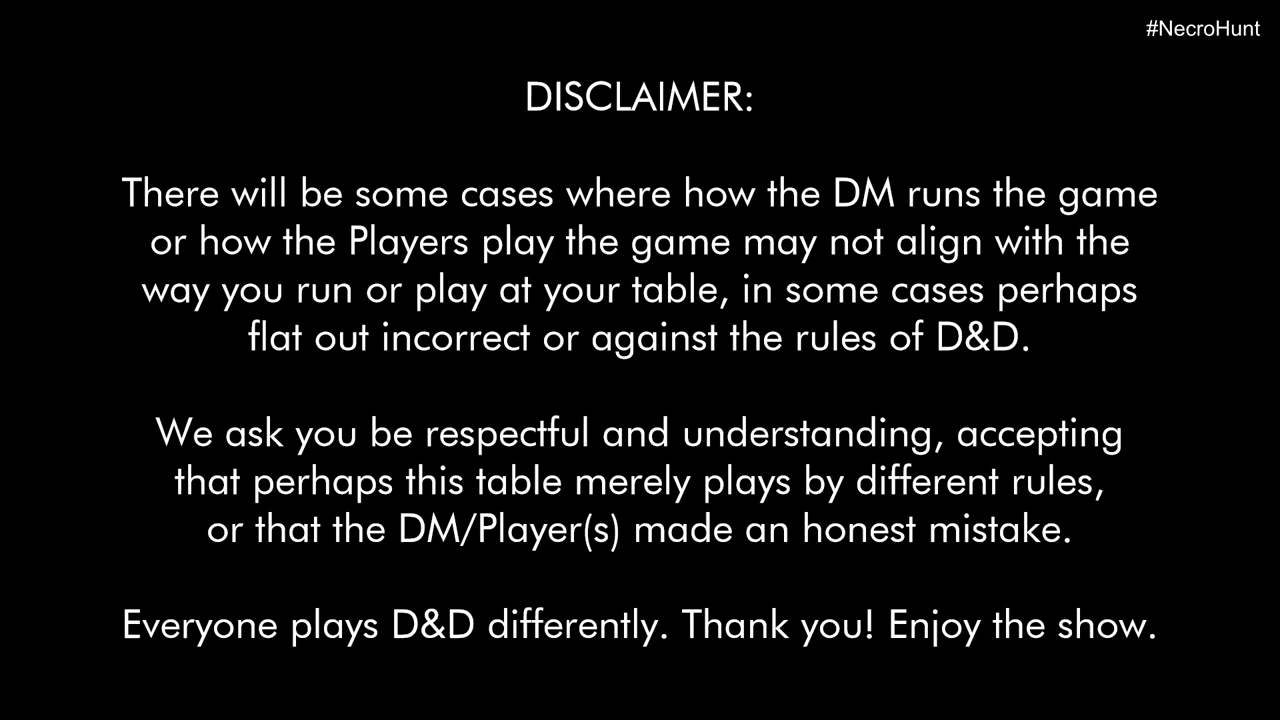 #NecroHunt
DISCLAIMER:
There will be some cases where how the DM runs the game
or how the Players play the game may not align with the
way you run or play at your table, in some cases perhaps
flat out incorrect or against the rules of D&D.
We ask you be respectful and understanding, accepting
that perhaps this table merely plays by different rules,
or that the DM/Player(s) made an honest mistake.
Everyone plays D&D differently. Thank you! Enjoy the show.